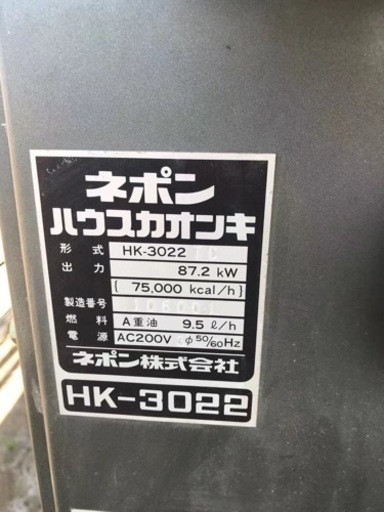 ネポン
ハウスカオンキ
形式 HK-3022
出力 87.2 kW
{ 75,000 kcal/h }
製造番号
燃料 A重油 9.5 ℓ/h
電源 AC200V φ 50/60Hz
ネポン株式会社
HK-3022